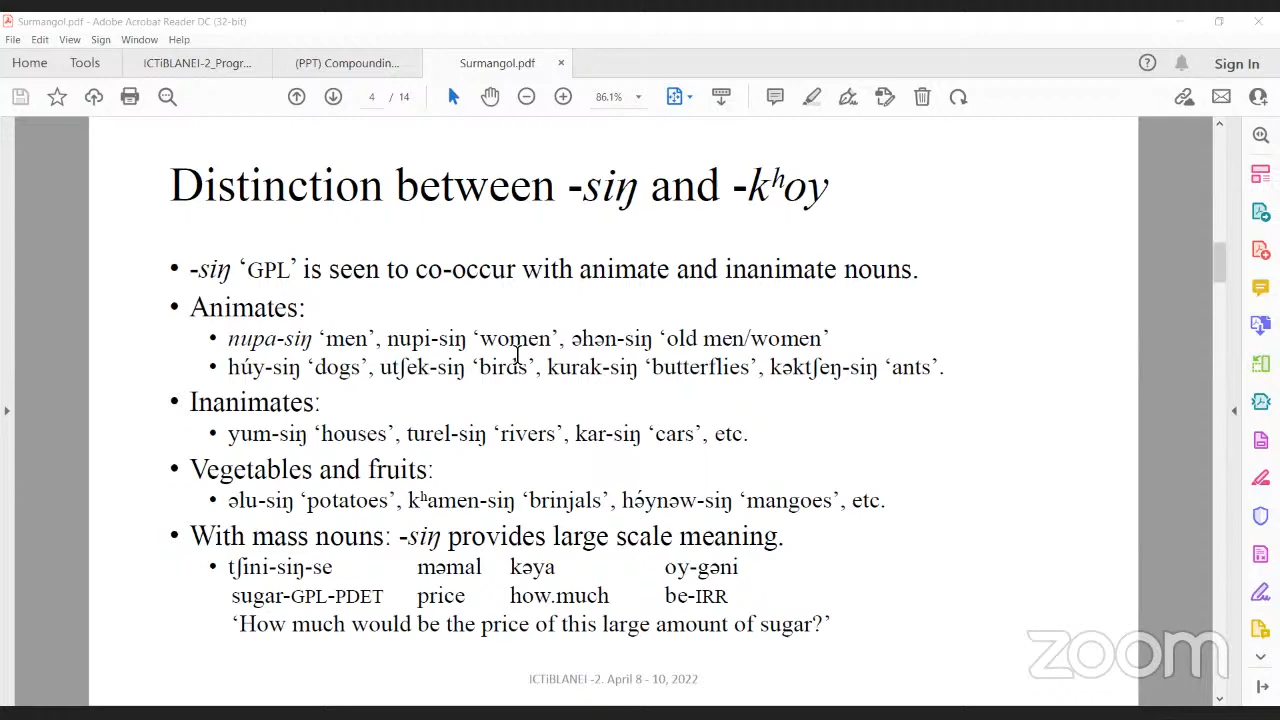 Surmangol.pdf - Adobe Acrobat Reader DC (32-bit)
File Edit View Sign Window Help
Home Tools ICTiBLANEI-2_Progr... (PPT) Compoundin... Surmangol.pdf × Sign In
4 / 14 86.1%
Distinction between -siŋ and -kʰoy
• -siŋ ‘GPL’ is seen to co-occur with animate and inanimate nouns.
• Animates:
• nupa-siŋ ‘men’, nupi-siŋ ‘women’, əhən-siŋ ‘old men/women’
• húy-siŋ ‘dogs’, utʃek-siŋ ‘birds’, kurak-siŋ ‘butterflies’, kəktʃeŋ-siŋ ‘ants’.
• Inanimates:
• yum-siŋ ‘houses’, turel-siŋ ‘rivers’, kar-siŋ ‘cars’, etc.
• Vegetables and fruits:
• əlu-siŋ ‘potatoes’, kʰamen-siŋ ‘brinjals’, hə́ynəw-siŋ ‘mangoes’, etc.
• With mass nouns: -siŋ provides large scale meaning.
• tʃini-siŋ-se məmal kəya oy-gəni
sugar-GPL-PDET price how.much be-IRR
‘How much would be the price of this large amount of sugar?’
ICTiBLANEI -2. April 8 - 10, 2022
zoom